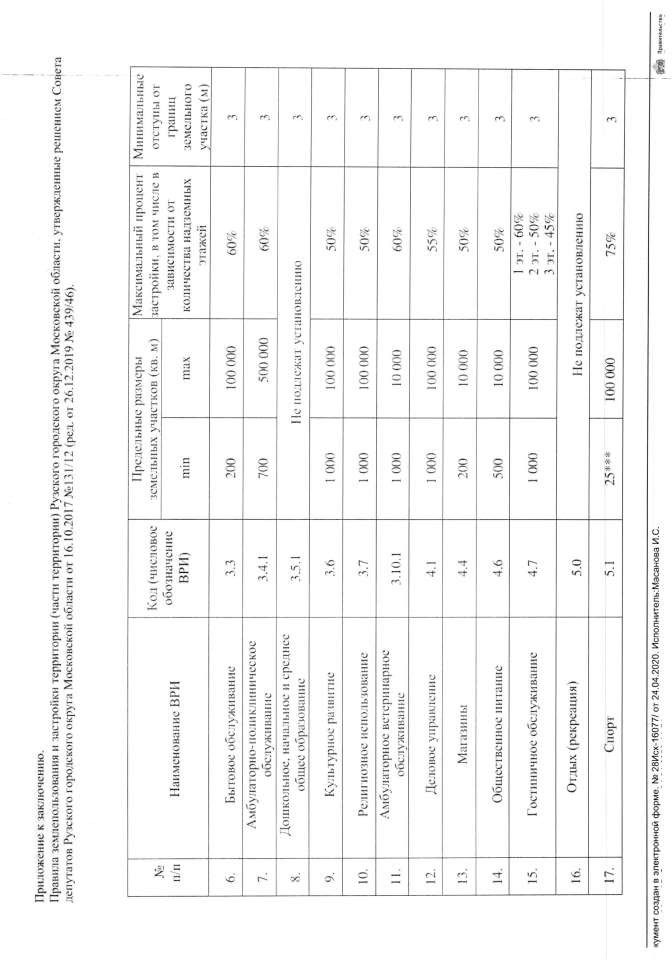 Приложение к заключению.
Правила землепользования и застройки территории (части территории) Рузского городского округа Московской области, утвержденные решением Совета
депутатов Рузского городского округа Московской области от 16.10.2017 №131/12 (ред. от 26.12.2019 № 439/46).
№ п/п | Наименование ВРИ | Код (числовое обозначение ВРИ) | Предельные размеры земельных участков (кв. м) | Максимальный процент застройки, в том числе в зависимости от количества надземных этажей | Минимальные отступы от границ земельного участка (м)
min | max
6. | Бытовое обслуживание | 3.3 | 200 | 100 000 | 60% | 3
7. | Амбулаторно-поликлиническое обслуживание | 3.4.1 | 700 | 500 000 | 60% | 3
8. | Дошкольное, начальное и среднее общее образование | 3.5.1 | Не подлежат установлению | 3
9. | Культурное развитие | 3.6 | 1 000 | 100 000 | 50% | 3
10. | Религиозное использование | 3.7 | 1 000 | 100 000 | 50% | 3
11. | Амбулаторное ветеринарное обслуживание | 3.10.1 | 1 000 | 10 000 | 60% | 3
12. | Деловое управление | 4.1 | 1 000 | 100 000 | 55% | 3
13. | Магазины | 4.4 | 200 | 10 000 | 50% | 3
14. | Общественное питание | 4.6 | 500 | 10 000 | 50% | 3
15. | Гостиничное обслуживание | 4.7 | 1 000 | 100 000 | 1 эт. - 60% 2 эт. - 50% 3 эт. - 45% | 3
16. | Отдых (рекреация) | 5.0 | Не подлежат установлению
17. | Спорт | 5.1 | 25*** | 100 000 | 75% | 3
кумент создан в электронной форме. № 28Исх-16077/ от 24.04.2020. Исполнитель:Масанова И.С.
Правительство